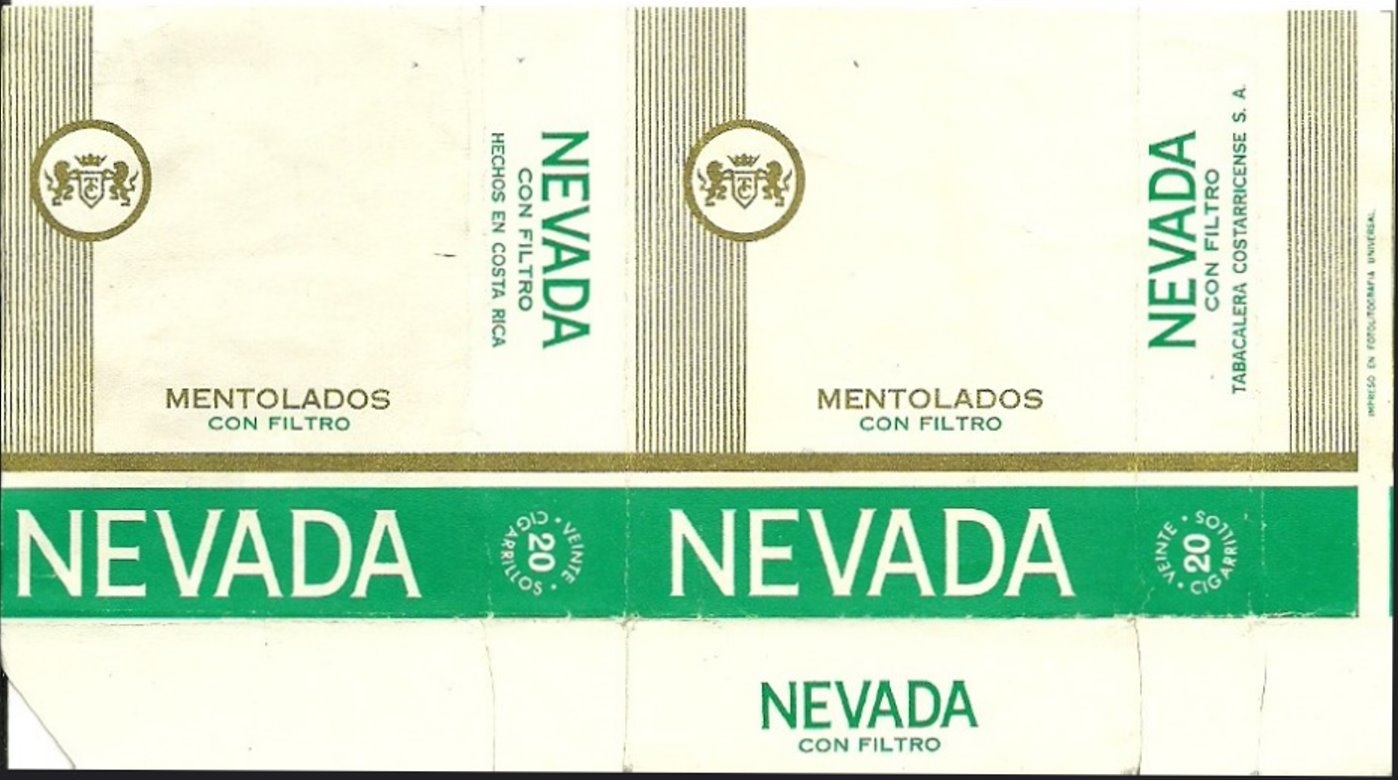 MENTOLADOS
CON FILTRO
NEVADA
CON FILTRO
HECHOS EN COSTA RICA
MENTOLADOS
CON FILTRO
NEVADA
CON FILTRO
TABACALERA COSTARRICENSE S. A.
IMPRESO EN FOTOLITOGRAFIA UNIVERSAL
NEVADA
VEINTE · CIGARRILLOS ·
20
NEVADA
VEINTE · CIGARRILLOS ·
20
NEVADA
CON FILTRO